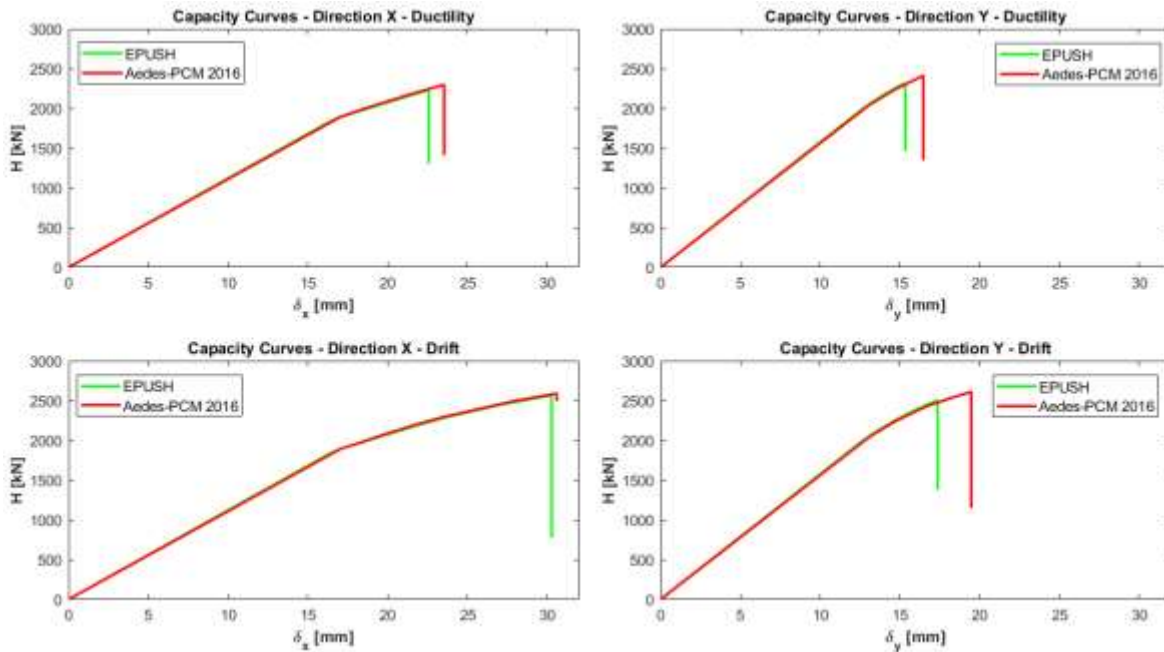 Capacity Curves - Direction X - Ductility
3000
2500
2000
1500
1000
500
0
H [kN]
EPUSH
Aedes-PCM 2016
0 5 10 15 20 25 30
δx [mm]
Capacity Curves - Direction Y - Ductility
3000
2500
2000
1500
1000
500
0
H [kN]
EPUSH
Aedes-PCM 2016
0 5 10 15 20 25 30
δy [mm]
Capacity Curves - Direction X - Drift
3000
2500
2000
1500
1000
500
0
H [kN]
EPUSH
Aedes-PCM 2016
0 5 10 15 20 25 30
δx [mm]
Capacity Curves - Direction Y - Drift
3000
2500
2000
1500
1000
500
0
H [kN]
EPUSH
Aedes-PCM 2016
0 5 10 15 20 25 30
δy [mm]